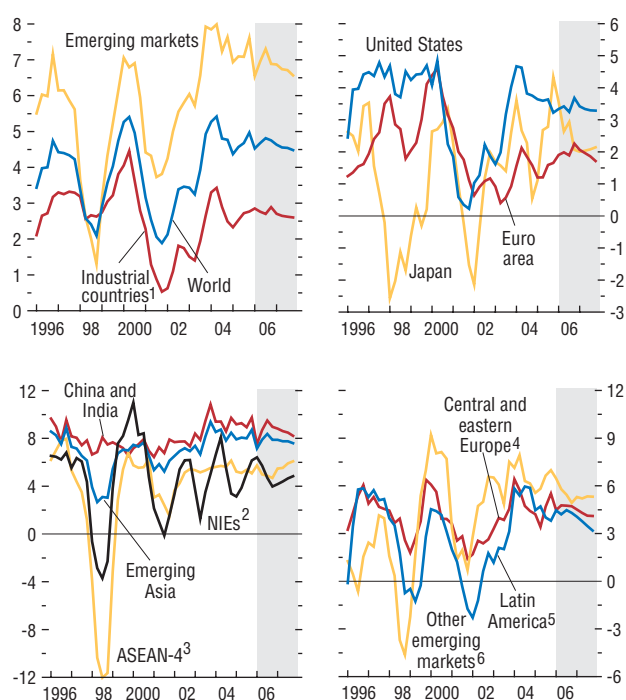 8
7
6
5
4
3
2
1
0
Emerging markets
Industrial
countries1
World
1996 98 2000 02 04 06
6
5
4
3
2
1
0
-1
-2
-3
United States
Euro
area
Japan
1996 98 2000 02 04 06
12
8
4
0
-4
-8
-12
China and
India
NIEs2
Emerging
Asia
ASEAN-43
1996 98 2000 02 04 06
12
9
6
3
0
-3
-6
Central and
eastern
Europe4
Latin
America5
Other
emerging
markets6
1996 98 2000 02 04 06